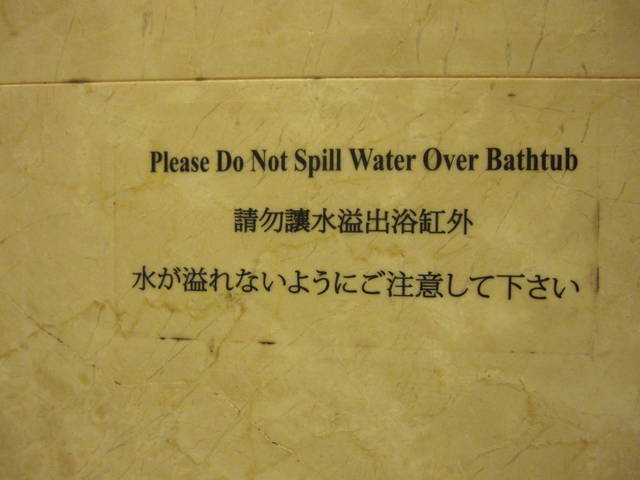 Please Do Not Spill Water Over Bathtub
請勿讓水溢出浴缸外
水が溢れないようにご注意して下さい